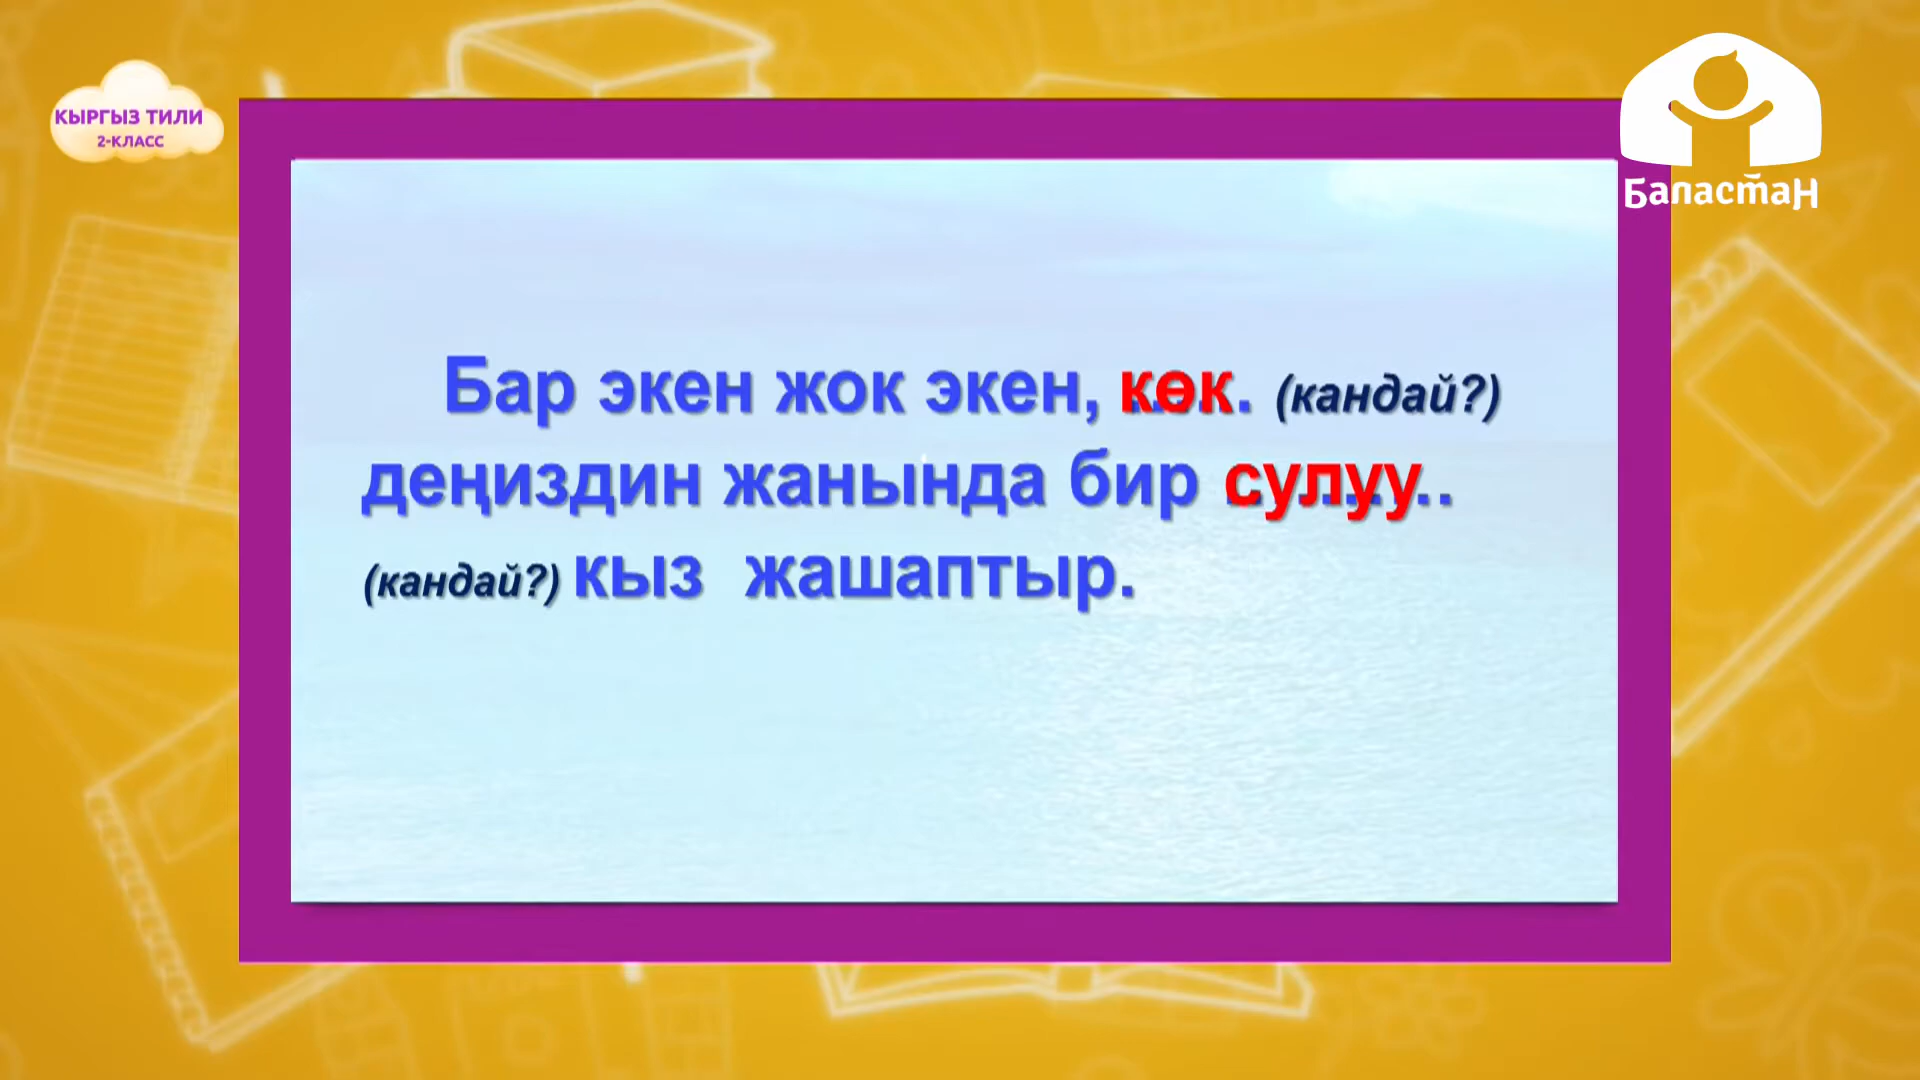 КЫРГЫЗ ТИЛИ
2-КЛАСС
Баластан
Бар экен жок экен, көк. (кандай?)
деңиздин жанында бир сулуу..
(кандай?) кыз жашаптыр.